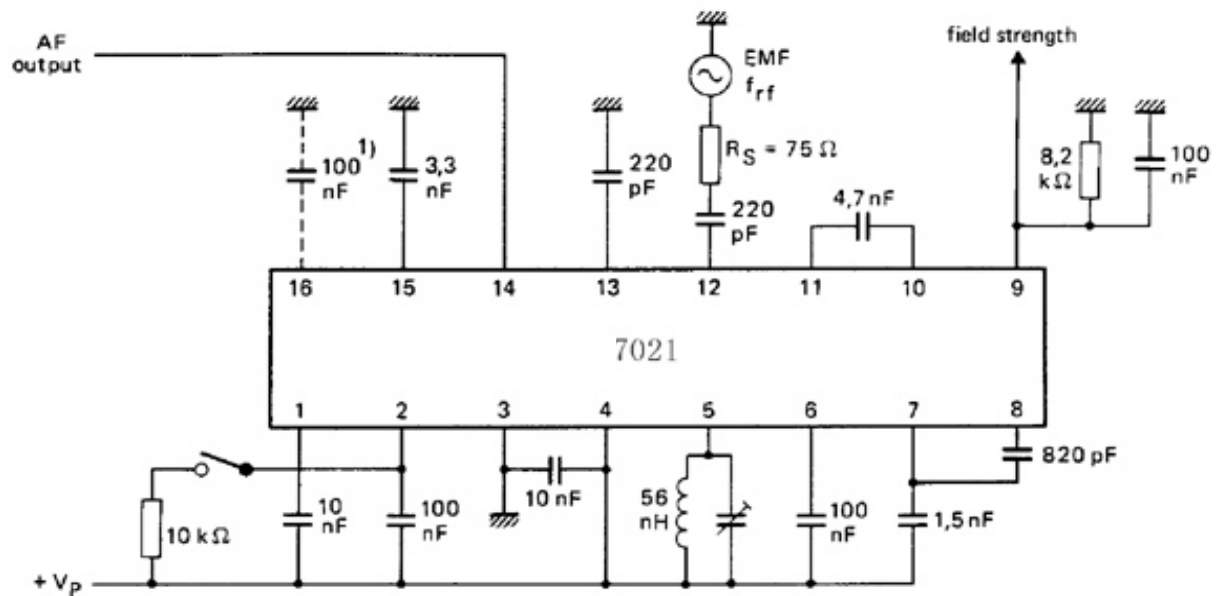 AF
output
field strength
EMF
f_rf
R_S = 75 Ω
100 1)
nF
3,3
nF
220
pF
220
pF
4,7 nF
8,2
kΩ
100
nF
16 15 14 13 12 11 10 9
7021
1 2 3 4 5 6 7 8
820 pF
10 nF
10 kΩ
10
nF
100
nF
56
nH
100
nF
1,5 nF
+ V_P